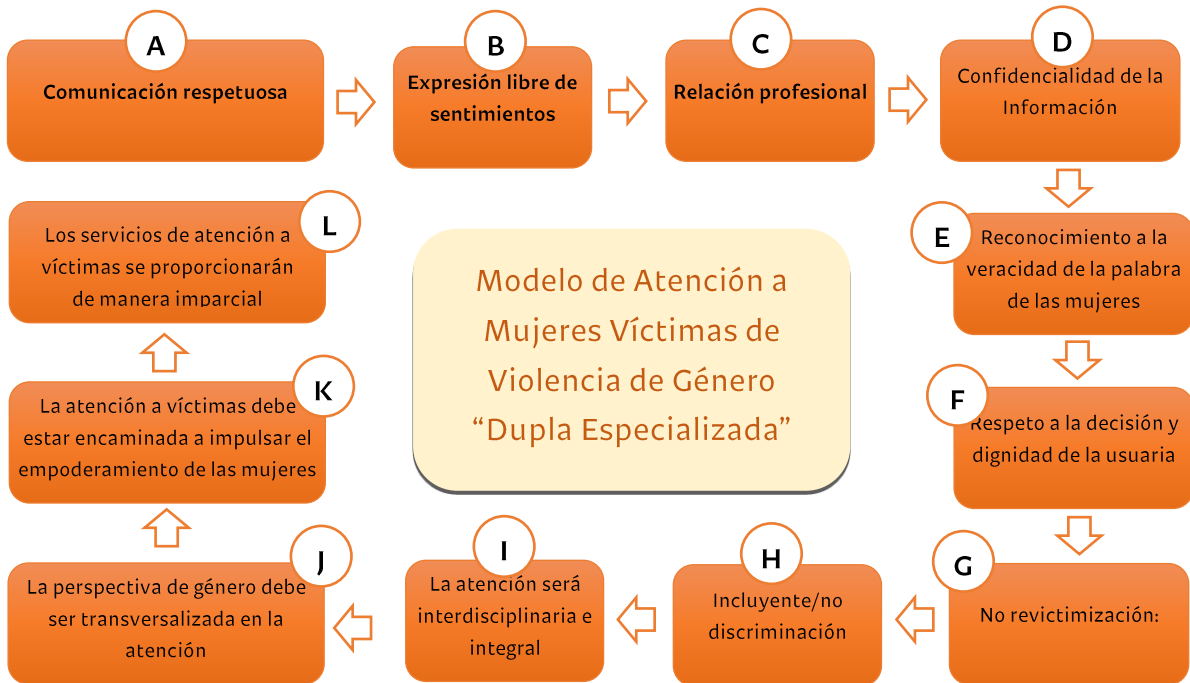 A
Comunicación respetuosa
B
Expresión libre de
sentimientos
C
Relación profesional
D
Confidencialidad de la
Información
E
Reconocimiento a la
veracidad de la palabra
de las mujeres
F
Respeto a la decisión y
dignidad de la usuaria
G
No revictimización:
H
Incluyente/no
discriminación
I
La atención será
interdisciplinaria e
integral
J
La perspectiva de género debe
ser transversalizada en la
atención
K
La atención a víctimas debe
estar encaminada a impulsar el
empoderamiento de las mujeres
L
Los servicios de atención a
víctimas se proporcionarán
de manera imparcial
Modelo de Atención a
Mujeres Víctimas de
Violencia de Género
“Dupla Especializada”